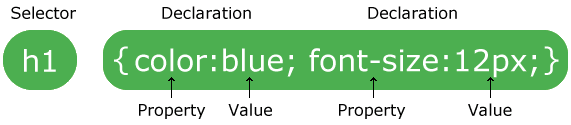 Selector Declaration Declaration
h1 {color:blue; font-size:12px;}
Property Value Property Value